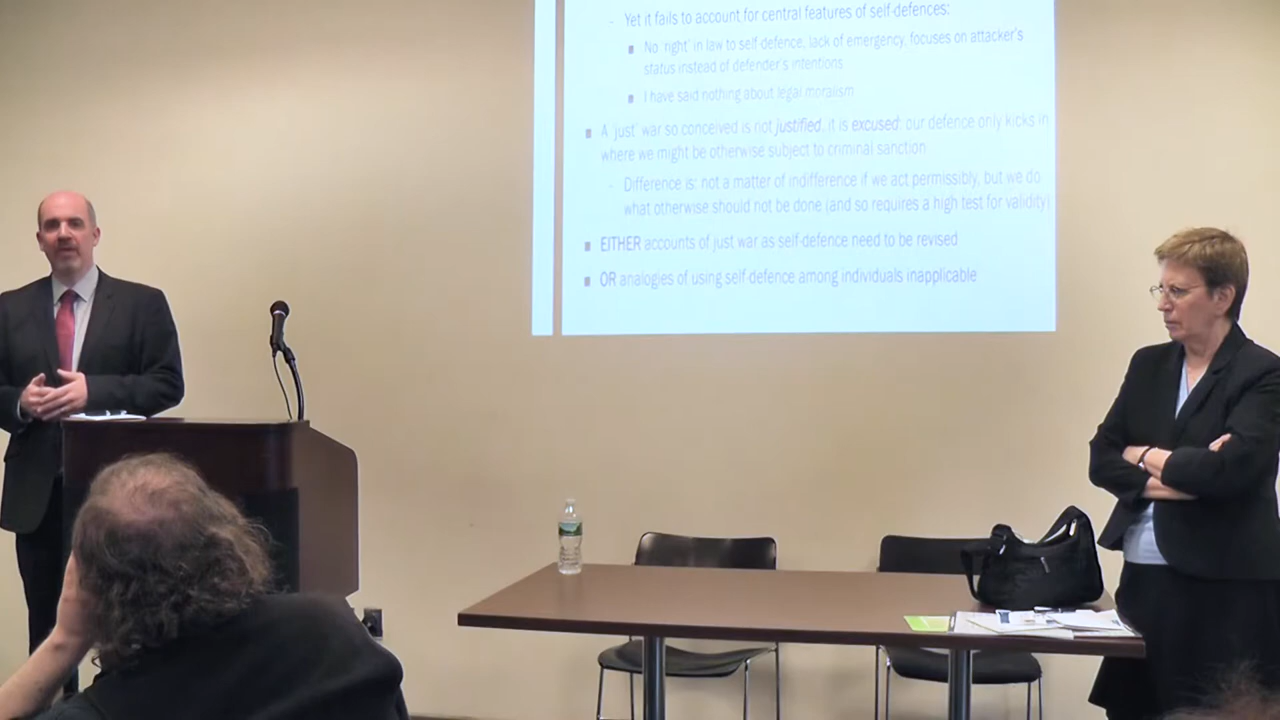 - Yet it fails to account for central features of self-defences:
▪ No 'right' in law to self defence, lack of emergency, focuses on attacker's
status instead of defender's intentions
▪ I have said nothing about legal moralism
▪ A 'just' war so conceived is not justified, it is excused: our defence only kicks in
where we might be otherwise subject to criminal sanction
- Difference is: not a matter of indifference if we act permissibly, but we do
what otherwise should not be done (and so requires a high test for validity)
▪ EITHER accounts of just war as self-defence need to be revised
▪ OR analogies of using self defence among individuals inapplicable